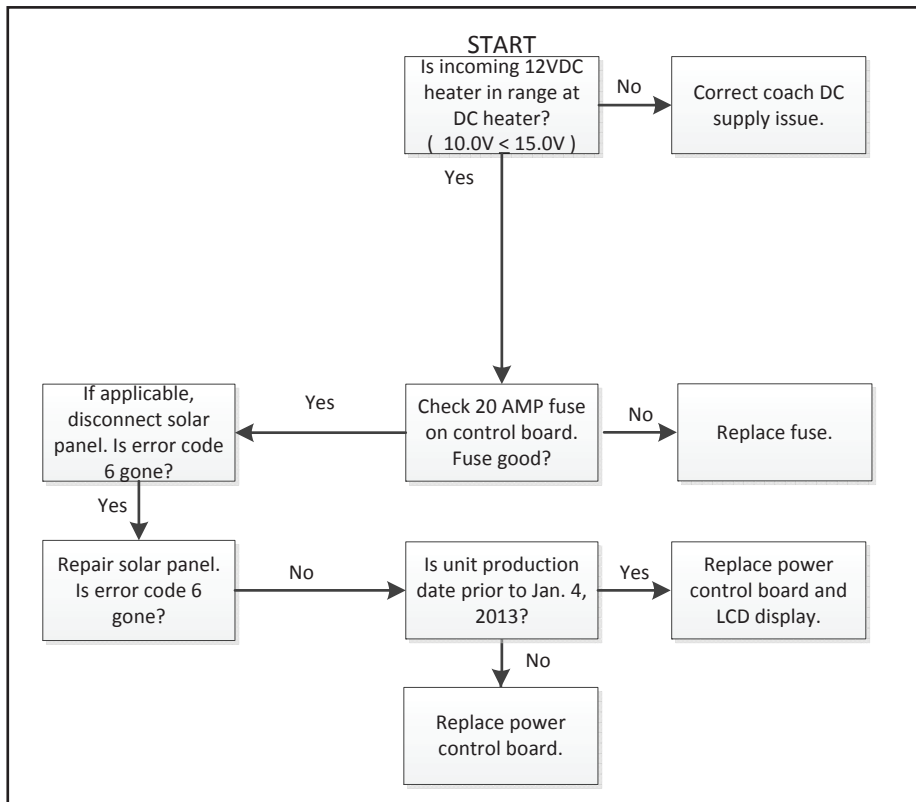 START
Is incoming 12VDC
heater in range at
DC heater?
( 10.0V < 15.0V )
No
Correct coach DC
supply issue.
Yes
If applicable,
disconnect solar
panel. Is error code
6 gone?
Yes
Check 20 AMP fuse
on control board.
Fuse good?
No
Replace fuse.
Yes
Repair solar panel.
Is error code 6
gone?
No
Is unit production
date prior to Jan. 4,
2013?
Yes
Replace power
control board and
LCD display.
No
Replace power
control board.